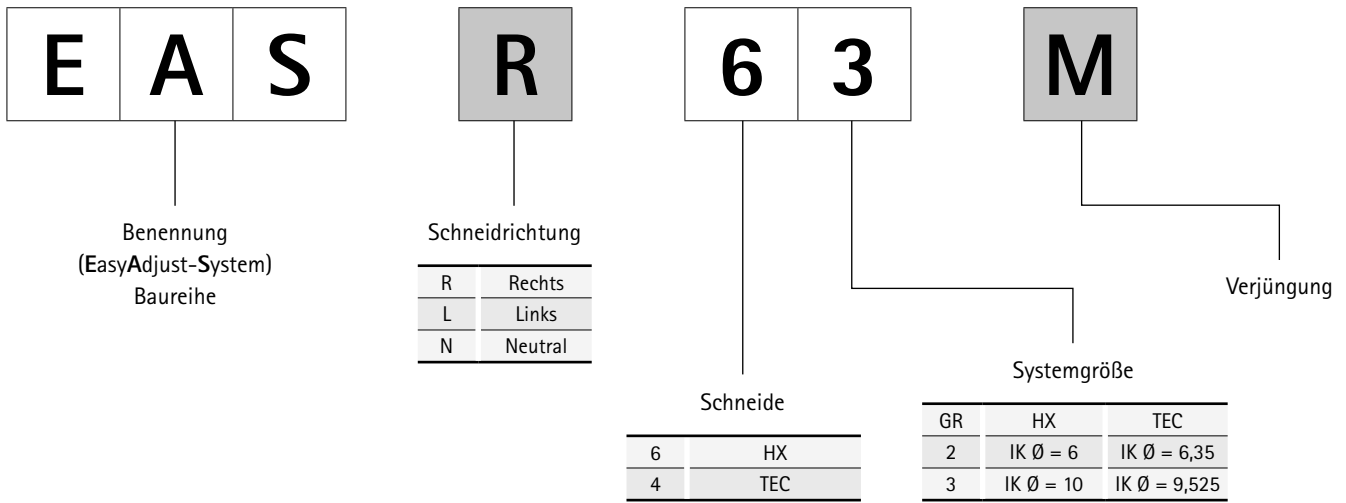 E A S R 6 3 M
Benennung
(EasyAdjust-System)
Baureihe
Schneidrichtung
R Rechts
L Links
N Neutral
Verjüngung
Schneide
6 HX
4 TEC
Systemgröße
GR HX TEC
2 IK Ø = 6 IK Ø = 6,35
3 IK Ø = 10 IK Ø = 9,525